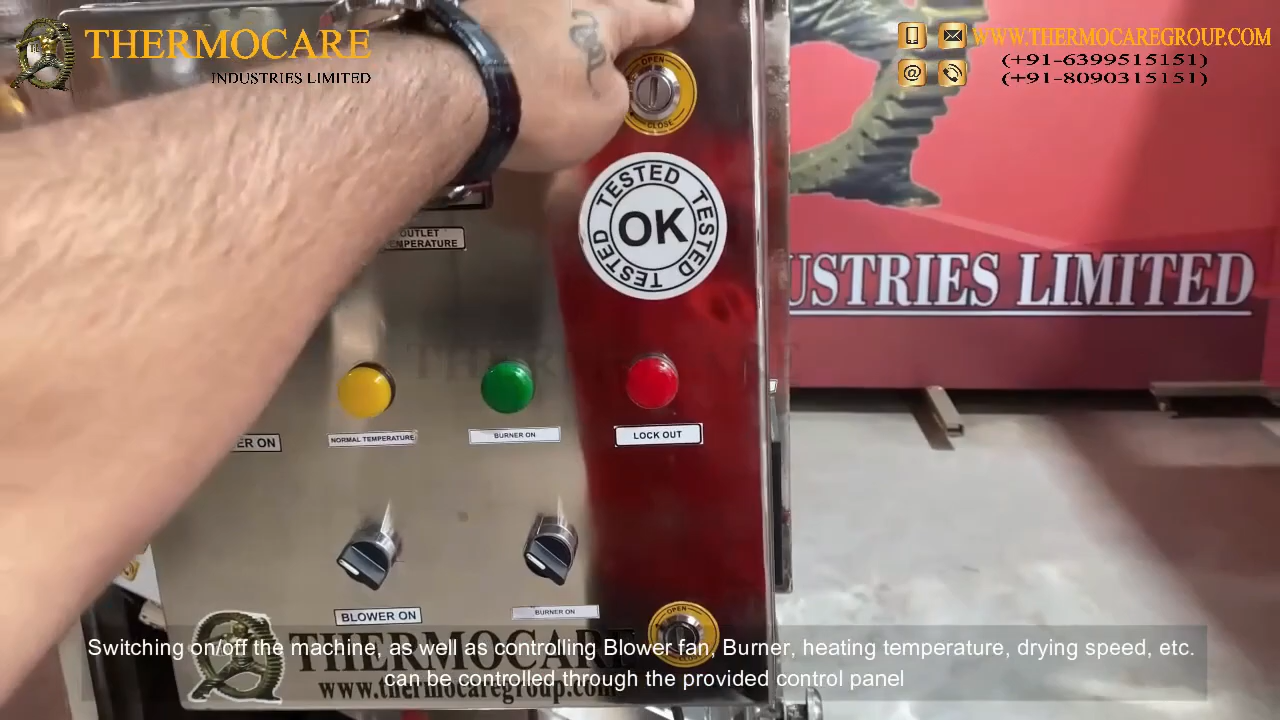 THERMOCARE
INDUSTRIES LIMITED
WWW.THERMOCAREGROUP.COM
(+91-6399515151)
(+91-8090315151)
OPEN
CLOSE
TESTED TESTED TESTED TESTED
OK
OUTLET
TEMPERATURE
USTRIES LIMITED
THERMOCARE
ER ON
NORMAL TEMPERATURE
BURNER ON
LOCK OUT
BLOWER ON
BURNER ON
OPEN
THERMOCARE
www.thermocaregroup.com
Switching on/off the machine, as well as controlling Blower fan, Burner, heating temperature, drying speed, etc.
can be controlled through the provided control panel